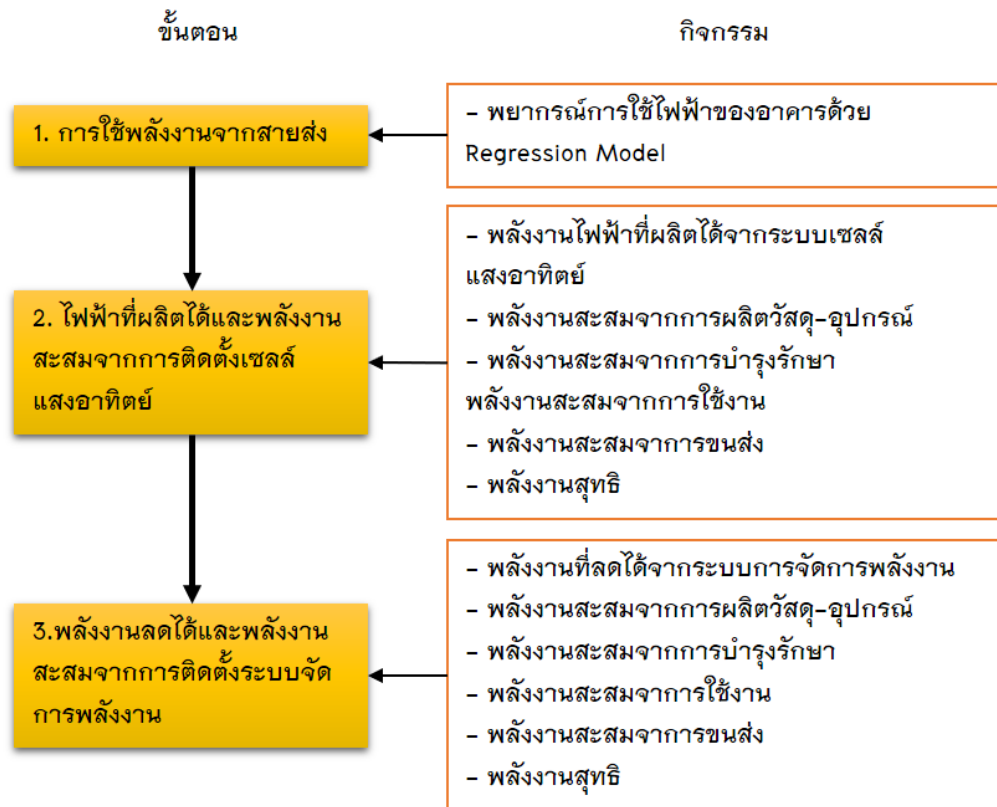 ขั้นตอน
กิจกรรม
1. การใช้พลังงานจากสายส่ง
- พยากรณ์การใช้ไฟฟ้าของอาคารด้วย
Regression Model
2. ไฟฟ้าที่ผลิตได้และพลังงาน
สะสมจากการติดตั้งเซลล์
แสงอาทิตย์
- พลังงานไฟฟ้าที่ผลิตได้จากระบบเซลล์
แสงอาทิตย์
- พลังงานสะสมจากการผลิตวัสดุ-อุปกรณ์
- พลังงานสะสมจากการบำรุงรักษา
พลังงานสะสมจากการใช้งาน
- พลังงานสะสมจาการขนส่ง
- พลังงานสุทธิ
3.พลังงานลดได้และพลังงาน
สะสมจากการติดตั้งระบบจัด
การพลังงาน
- พลังงานที่ลดได้จากระบบการจัดการพลังงาน
- พลังงานสะสมจากการผลิตวัสดุ-อุปกรณ์
- พลังงานสะสมจากการบำรุงรักษา
- พลังงานสะสมจาการใช้งาน
- พลังงานสะสมจาการขนส่ง
- พลังงานสุทธิ